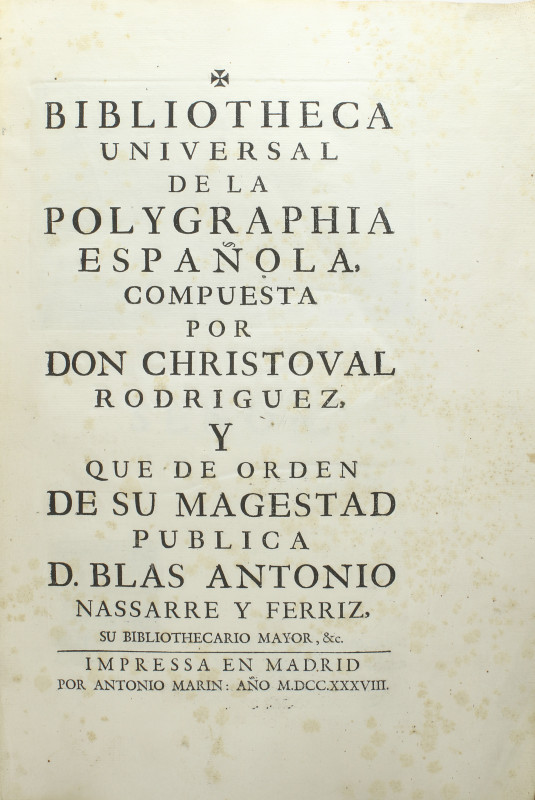 ✠
BIBLIOTHECA
UNIVERSAL
DE LA
POLYGRAPHIA
ESPAÑOLA,
COMPUESTA
POR
DON CHRISTOVAL
RODRIGUEZ,
Y
QUE DE ORDEN
DE SU MAGESTAD
PUBLICA
D. BLAS ANTONIO
NASSARRE Y FERRIZ,
SU BIBLIOTHECARIO MAYOR, &c.
IMPRESSA EN MADRID
POR ANTONIO MARIN: AÑO M.DCC.XXXVIII.